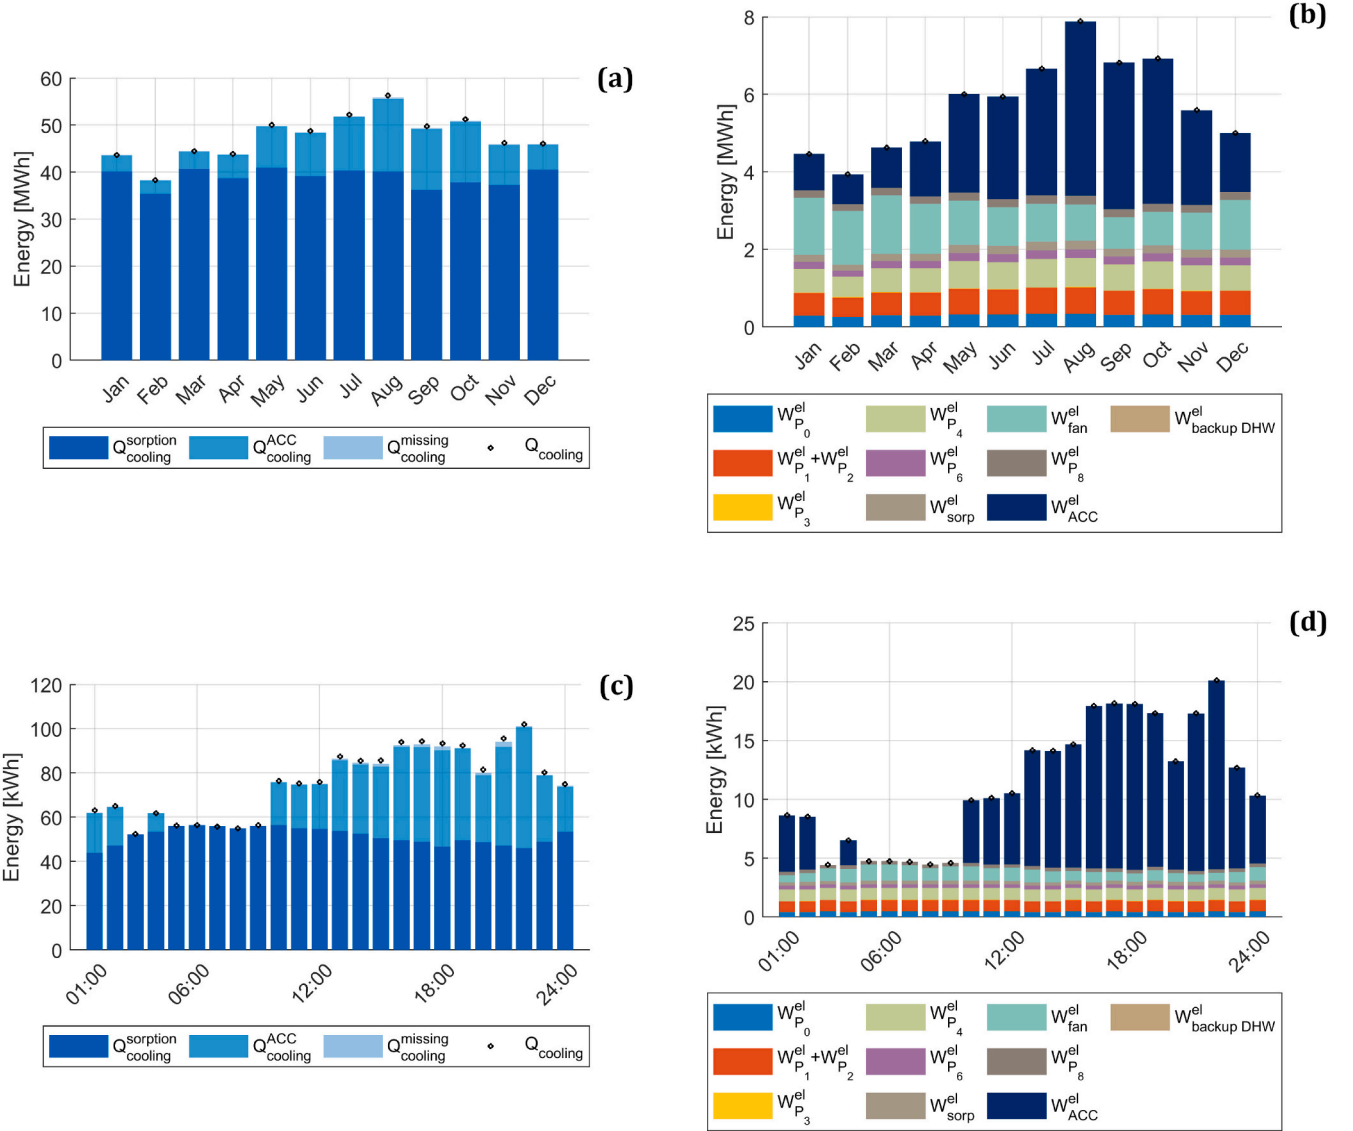 (a)
Energy [MWh]
60
50
40
30
20
10
0
Jan Feb Mar Apr May Jun Jul Aug Sep Oct Nov Dec
Q sorption cooling Q ACC cooling Q missing cooling Q cooling
(b)
Energy [MWh]
8
6
4
2
0
Jan Feb Mar Apr May Jun Jul Aug Sep Oct Nov Dec
W el P0 W el P4 W el fan W el backup DHW
W el P1 +W el P2 W el P6 W el P8
W el P3 W el sorp W el ACC
(c)
Energy [kWh]
120
100
80
60
40
20
0
01:00 06:00 12:00 18:00 24:00
Q sorption cooling Q ACC cooling Q missing cooling Q cooling
(d)
Energy [kWh]
25
20
15
10
5
0
01:00 06:00 12:00 18:00 24:00
W el P0 W el P4 W el fan W el backup DHW
W el P1 +W el P2 W el P6 W el P8
W el P3 W el sorp W el ACC